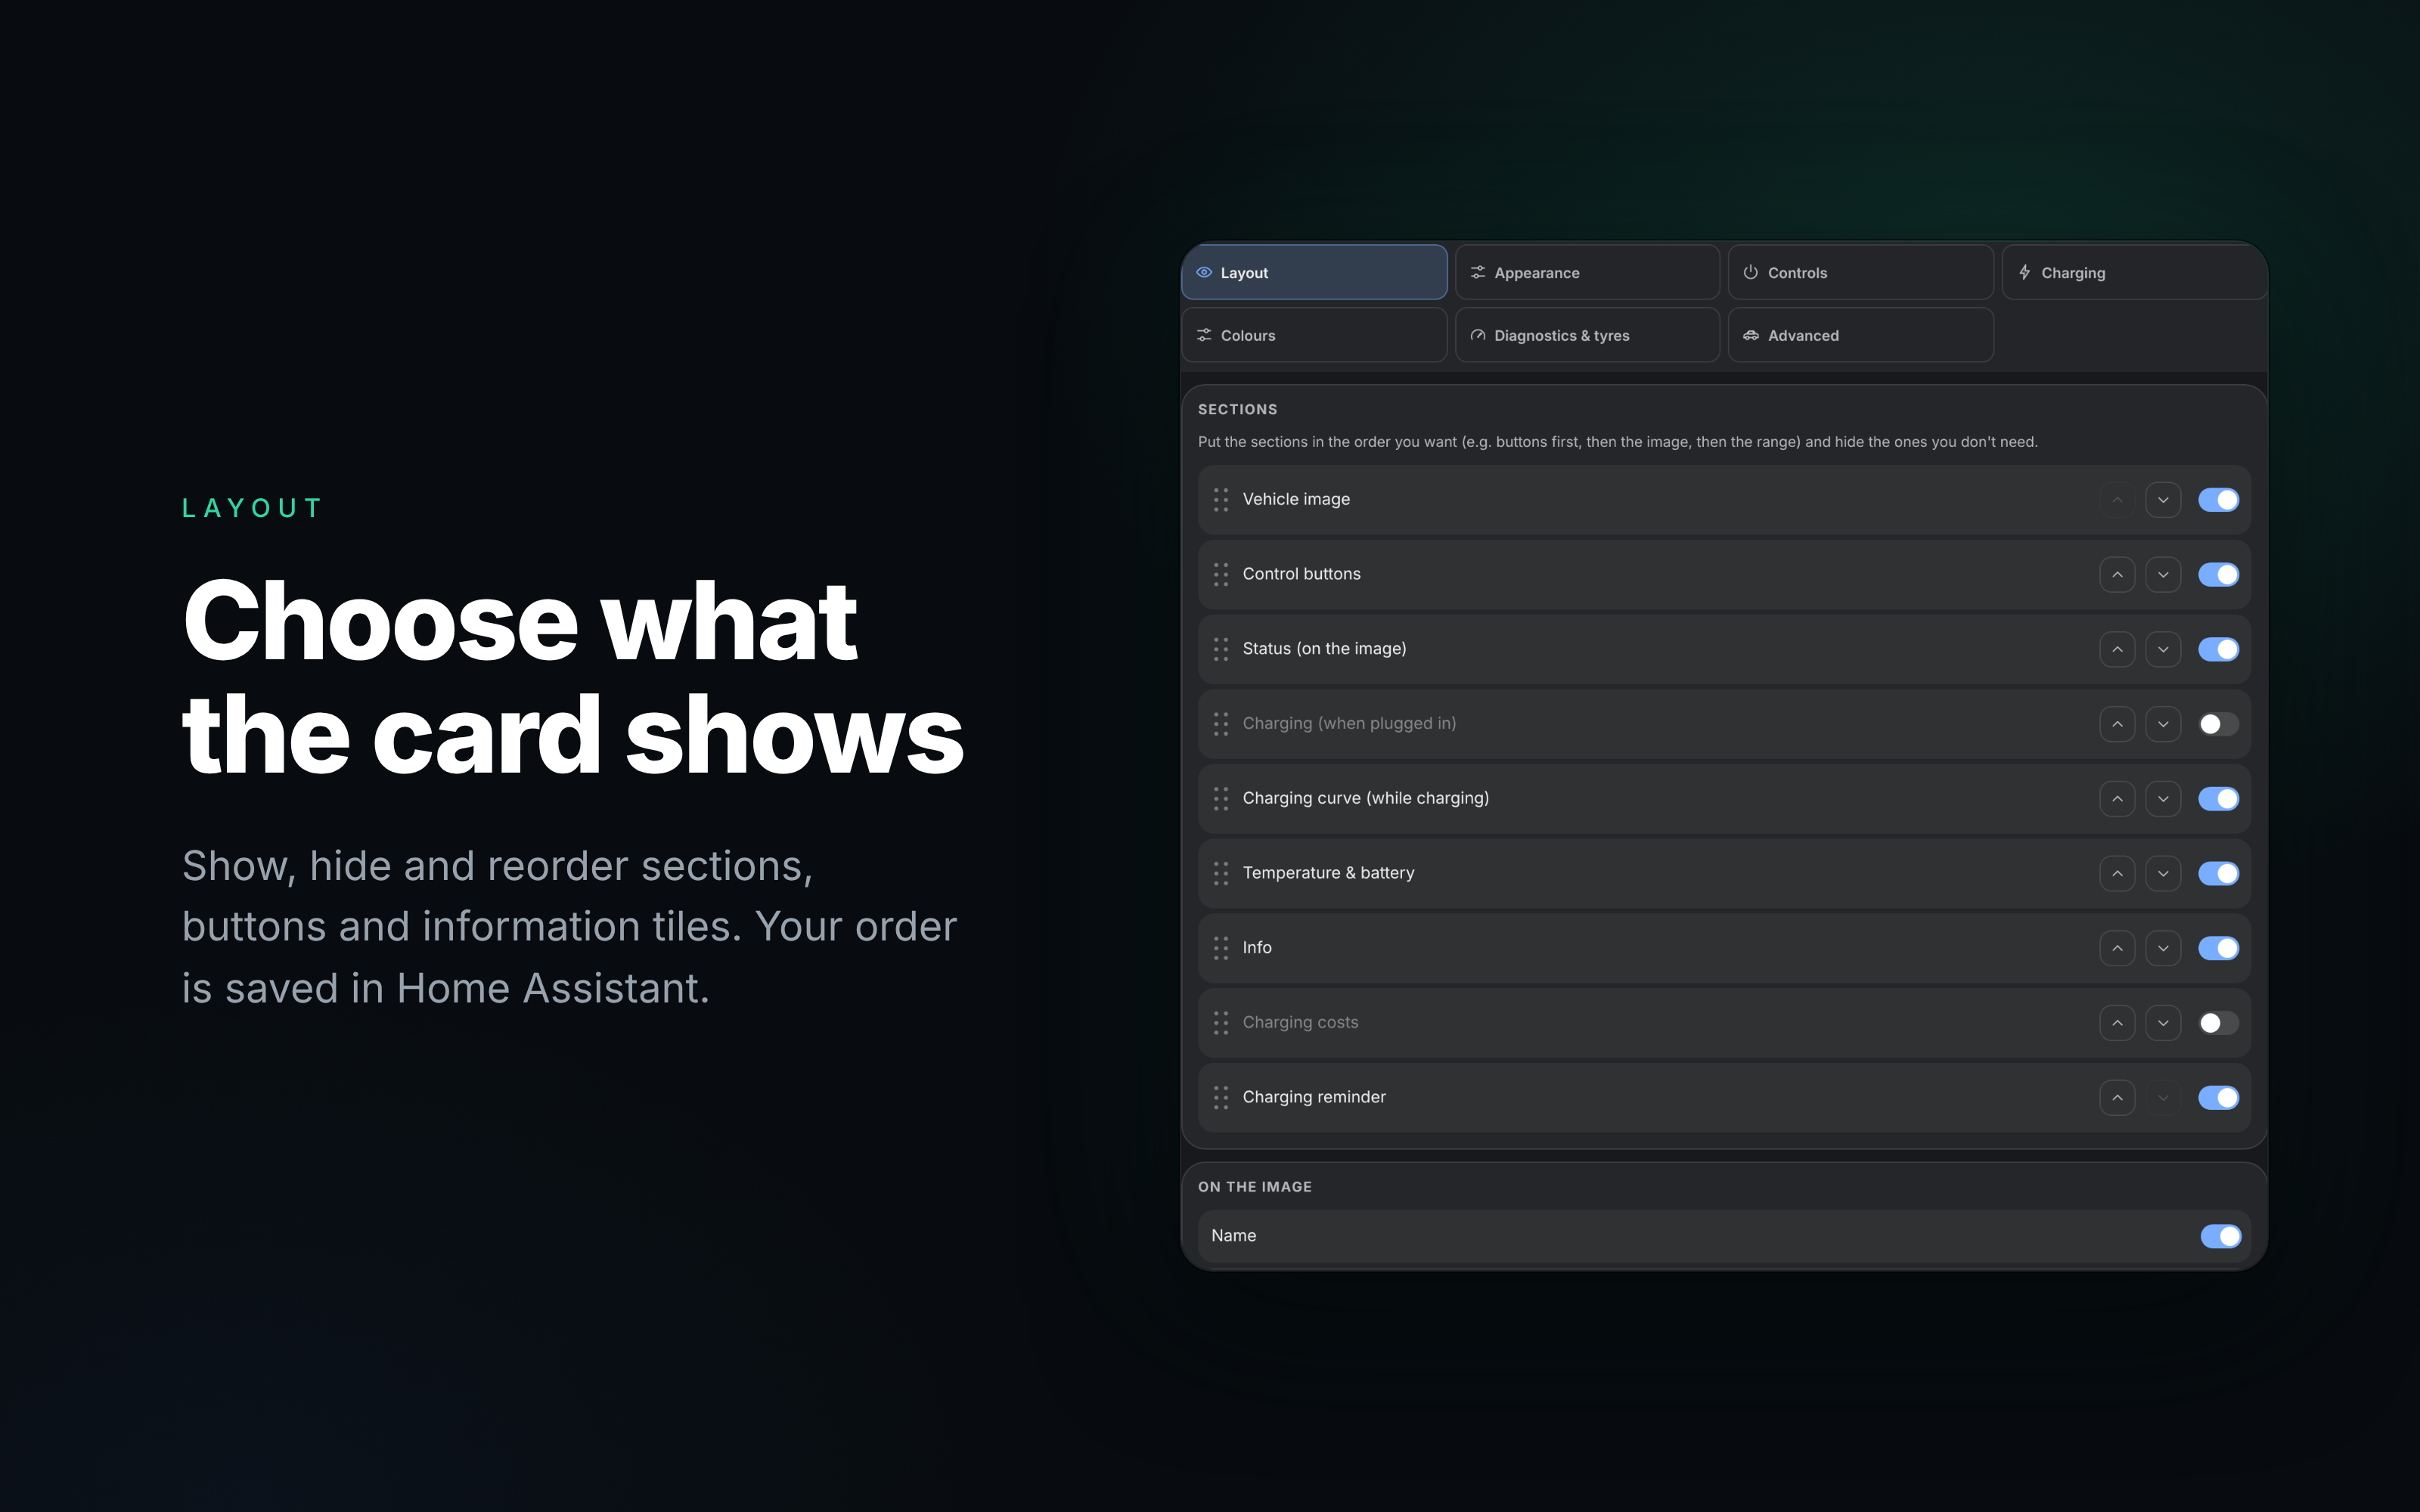 LAYOUT
Choose what
the card shows
Show, hide and reorder sections,
buttons and information tiles. Your order
is saved in Home Assistant.
Layout
Appearance
Controls
Charging
Colours
Diagnostics & tyres
Advanced
SECTIONS
Put the sections in the order you want (e.g. buttons first, then the image, then the range) and hide the ones you don't need.
Vehicle image
Control buttons
Status (on the image)
Charging (when plugged in)
Charging curve (while charging)
Temperature & battery
Info
Charging costs
Charging reminder
ON THE IMAGE
Name